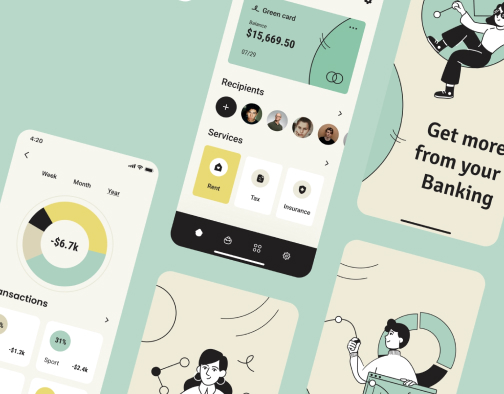 Green card
Balance
$15,669.50
07/29
Recipients
Services
Rent
Tax
Insurance
Get more
from your
Banking
4:20
Week
Month
Year
-$6.7k
ansactions
%
-$1.2k
31%
Sport
-$2.4k